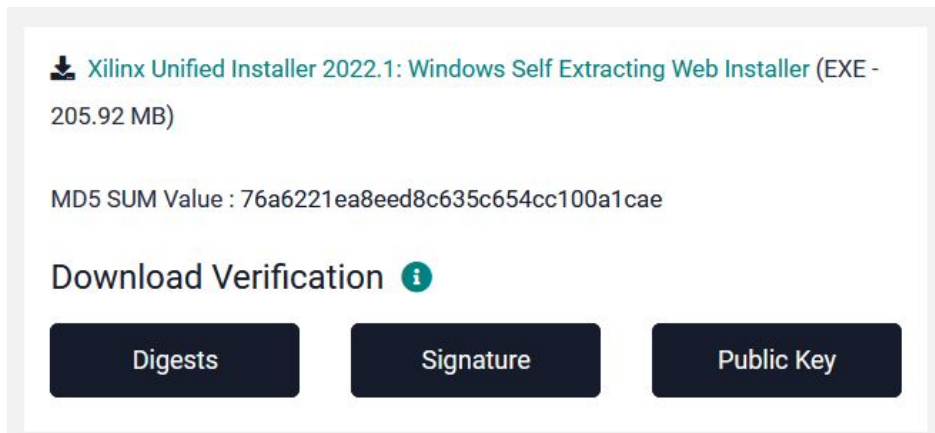 Xilinx Unified Installer 2022.1: Windows Self Extracting Web Installer (EXE -
205.92 MB)
MD5 SUM Value : 76a6221ea8eed8c635c654cc100a1cae
Download Verification
Digests
Signature
Public Key